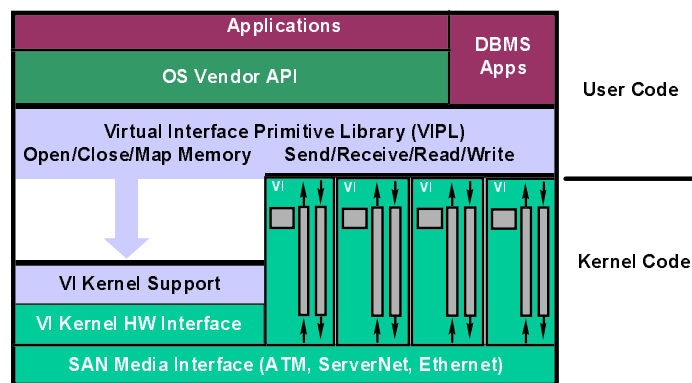 Applications
DBMS
Apps
OS Vendor API
User Code
Virtual Interface Primitive Library (VIPL)
Open/Close/Map Memory Send/Receive/Read/Write
VI VI VI VI
Kernel Code
VI Kernel Support
VI Kernel HW Interface
SAN Media Interface (ATM, ServerNet, Ethernet)